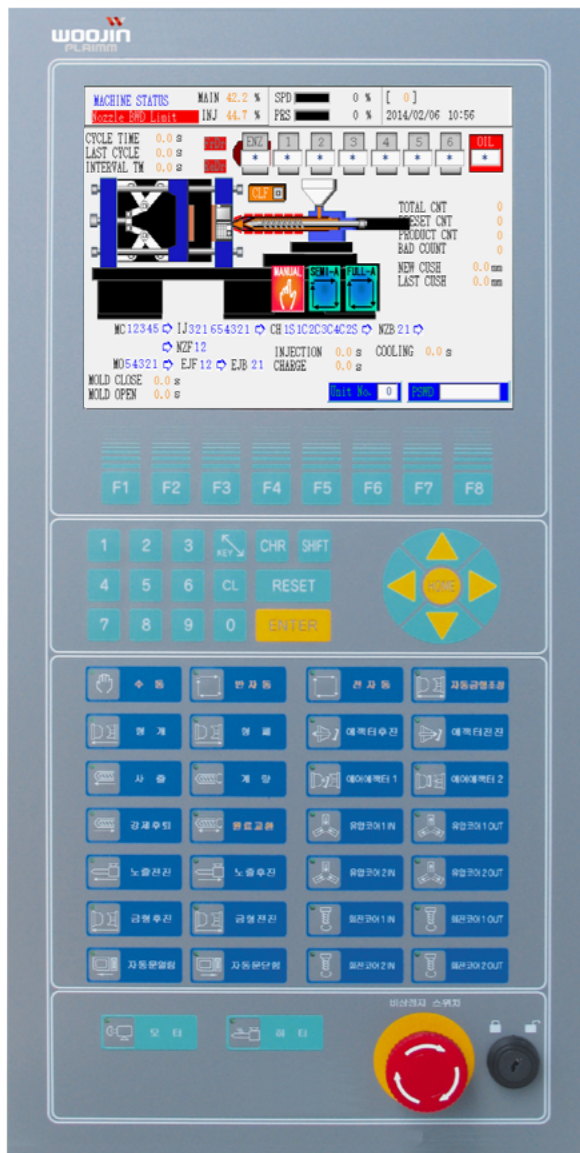 WOOJIN
PLAIMM
MACHINE STATUS MAIN 42.2 % SPD 0 % [ 0]
Nozzle BWD Limit INJ 44.7 % PRS 0 % 2014/02/06 10:56
CYCLE TIME 0.0 S
LAST CYCLE 0.0 S
INTERVAL TM 0.0 S
ENZ 1 2 3 4 5 6 OIL
* * * * * * * *
CLF
TOTAL CNT 0
PRESET CNT 0
PRODUCT CNT 0
BAD COUNT 0
NEW CUSH 0.0 mm
LAST CUSH 0.0 mm
MANUAL SEMI-A FULL-A
MC12345 IJ321654321 CH1S1C2C3C4C2S NZB21
NZF12
MO54321 EJF12 EJB 21
INJECTION 0.0 S COOLING 0.0 S
CHARGE 0.0 S
MOLD CLOSE 0.0 S
MOLD OPEN 0.0 S
Unit No. 0 PSWD
F1 F2 F3 F4 F5 F6 F7 F8
1 2 3 KEY CHR SHIFT
4 5 6 CL RESET
7 8 9 0 ENTER
HOME
수 동 반 자 동 전 자 동 자동금형조정
형 개 형 폐 에젝터후진 에젝터전진
사 출 계 량 에어에젝터 1 에어에젝터 2
강제후퇴 원료교환 유압코어 1 IN 유압코어 1 OUT
노즐전진 노즐후진 유압코어 2 IN 유압코어 2 OUT
금형후진 금형전진 회전코어 1 IN 회전코어 1 OUT
자동문열림 자동문닫힘 회전코어 2 IN 회전코어 2 OUT
비상정지 스위치
모 터 히 터